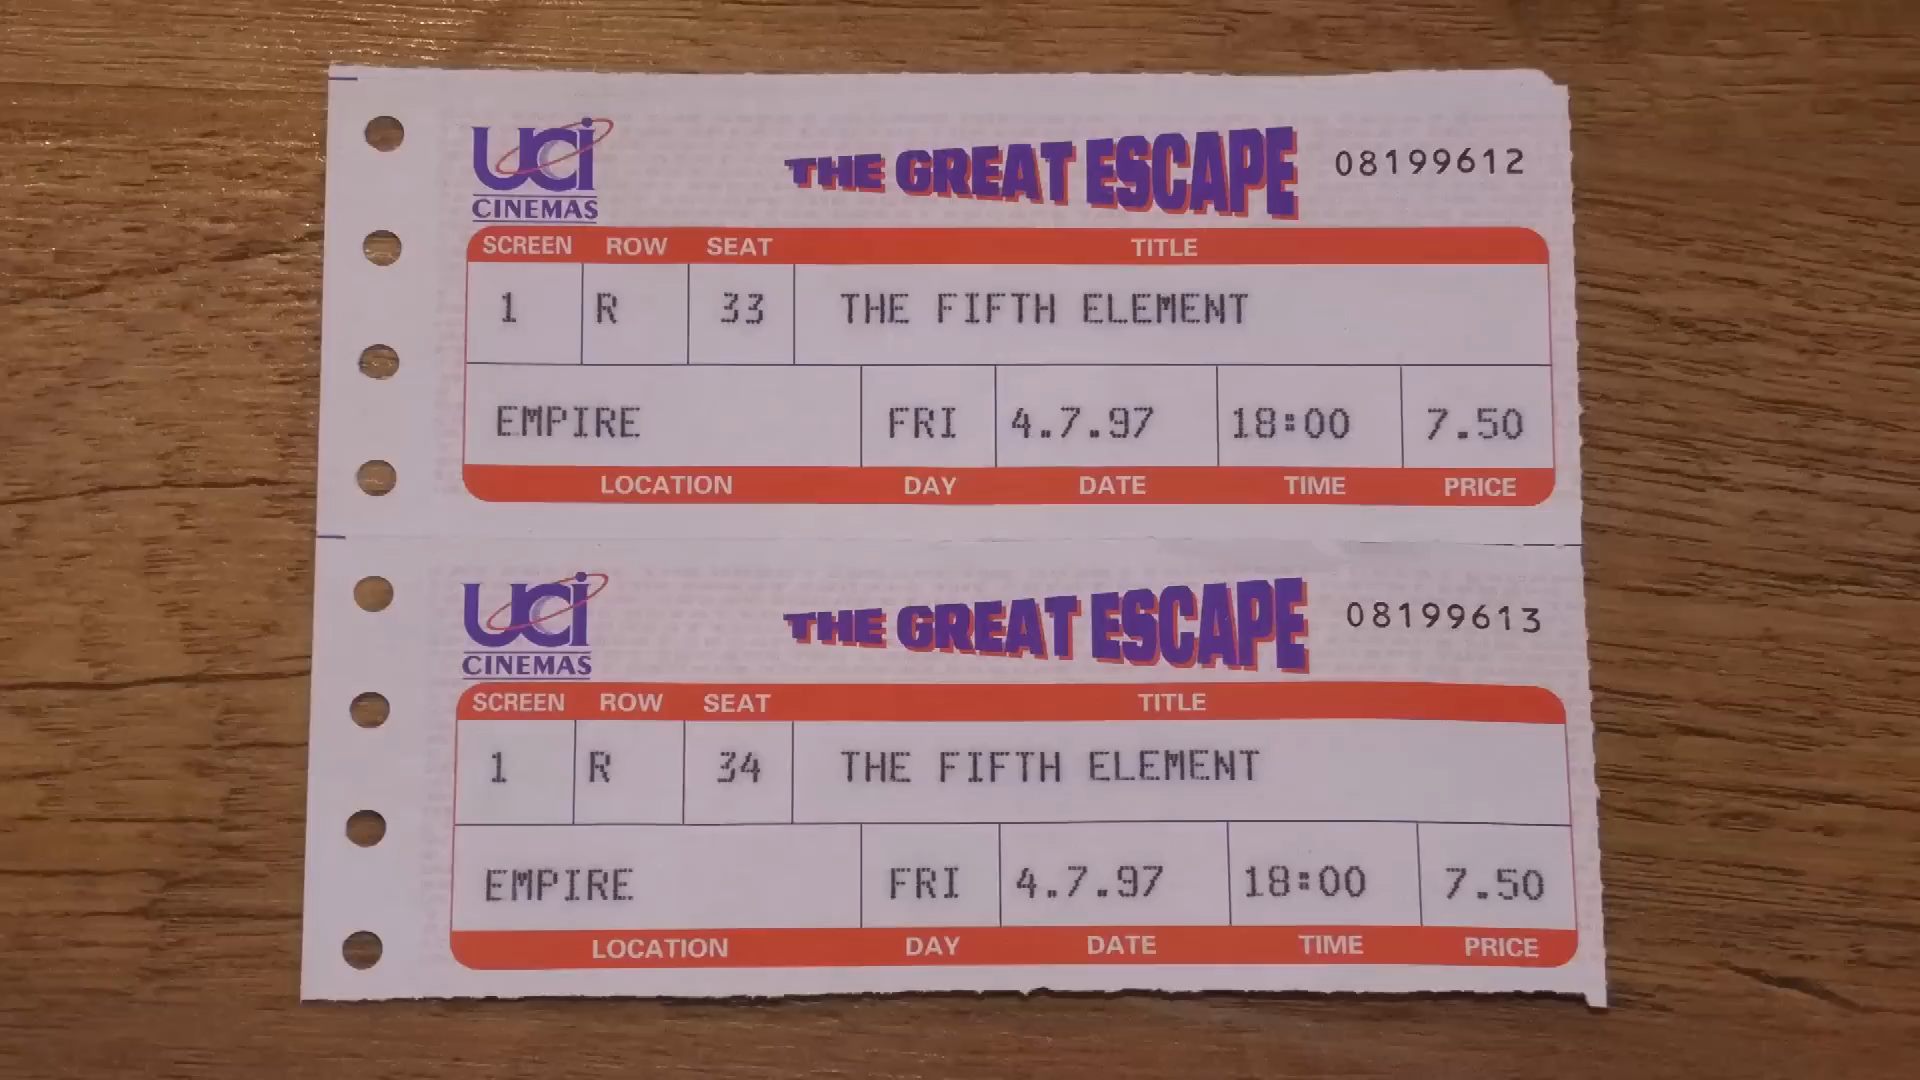 UCI
CINEMAS
THE GREAT ESCAPE
08199612
SCREEN ROW SEAT TITLE
1 R 33 THE FIFTH ELEMENT
EMPIRE FRI 4.7.97 18:00 7.50
LOCATION DAY DATE TIME PRICE
UCI
CINEMAS
THE GREAT ESCAPE
08199613
SCREEN ROW SEAT TITLE
1 R 34 THE FIFTH ELEMENT
EMPIRE FRI 4.7.97 18:00 7.50
LOCATION DAY DATE TIME PRICE